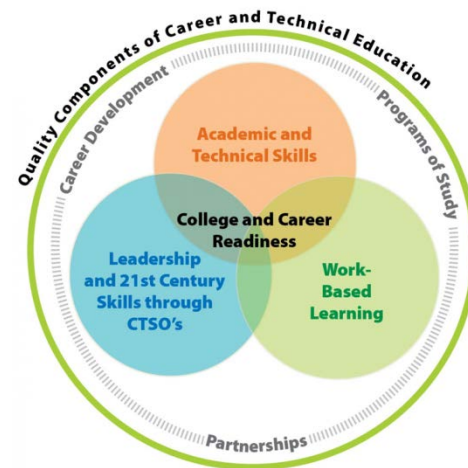 Quality Components of Career and Technical Education
Career Development
Programs of Study
Academic and
Technical Skills
College and Career
Readiness
Leadership
and 21st Century
Skills through
CTSO's
Work-
Based
Learning
Partnerships